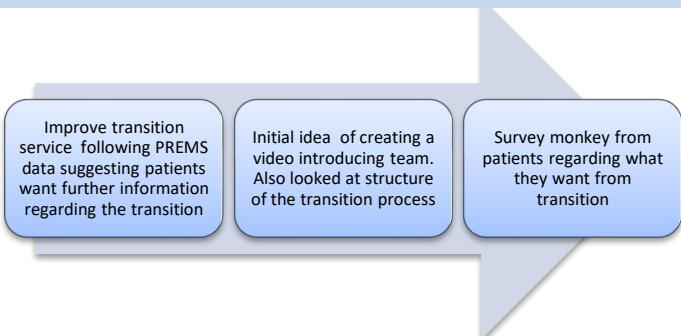 Improve transition
service following PREMS
data suggesting patients
want further information
regarding the transition
Initial idea of creating a
video introducing team.
Also looked at structure
of the transition process
Survey monkey from
patients regarding what
they want from
transition